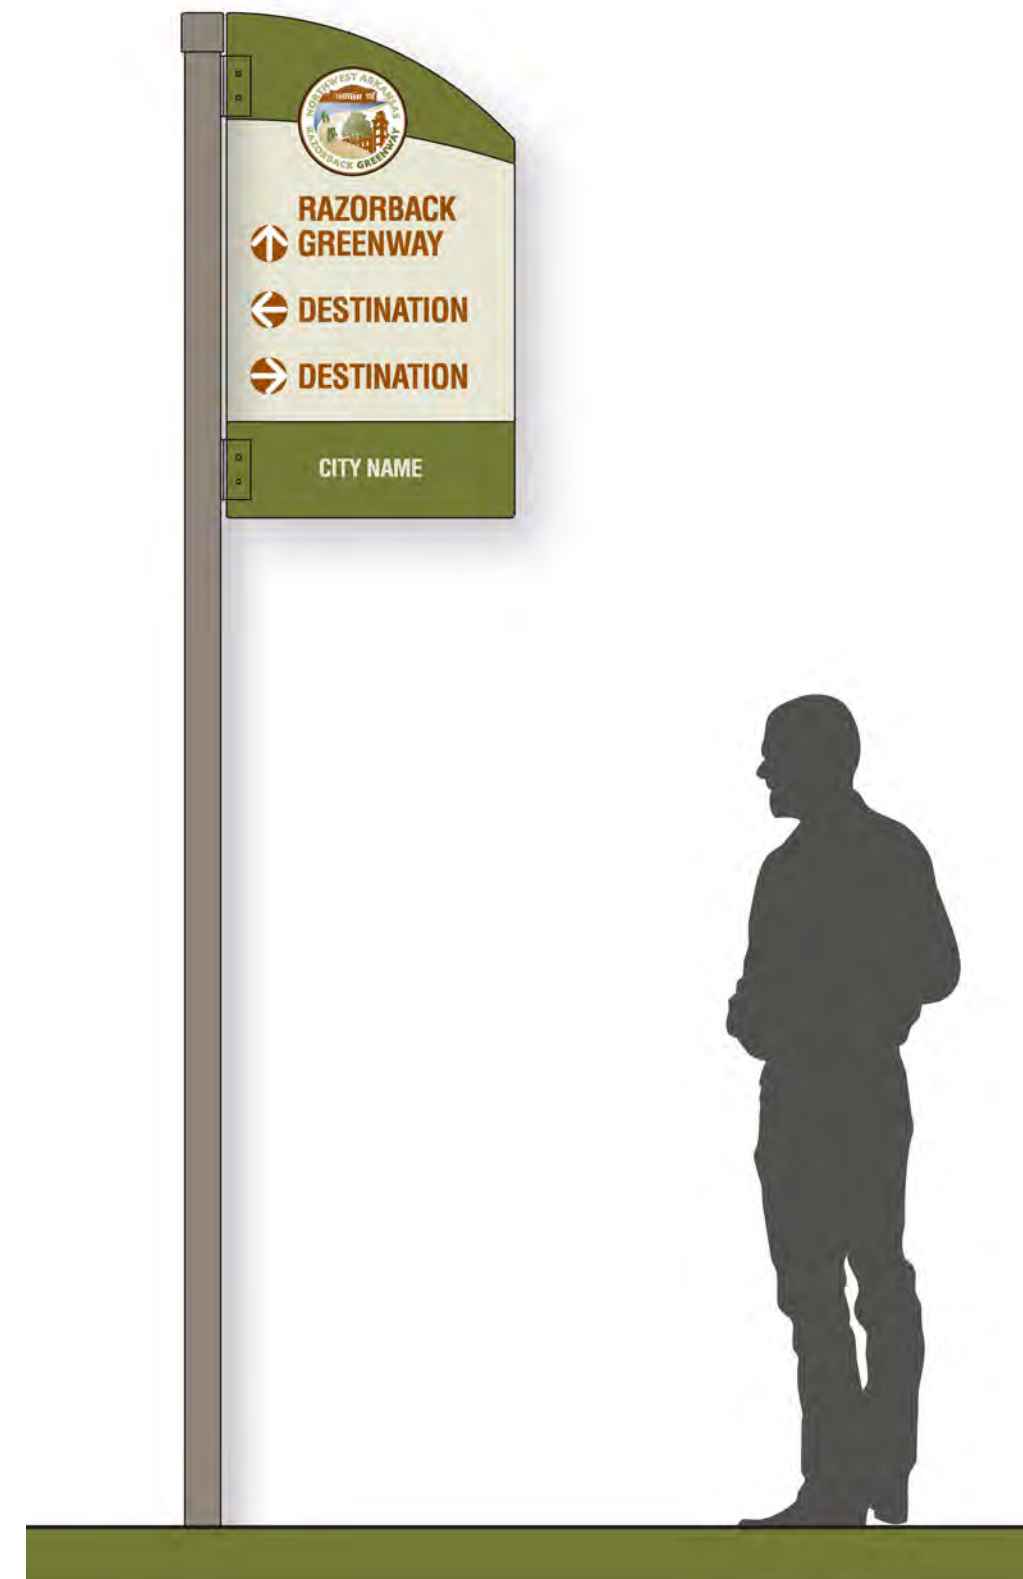 NORTHWEST ARKANSAS
RAZORBACK GREENWAY
RAZORBACK
GREENWAY
DESTINATION
DESTINATION
CITY NAME